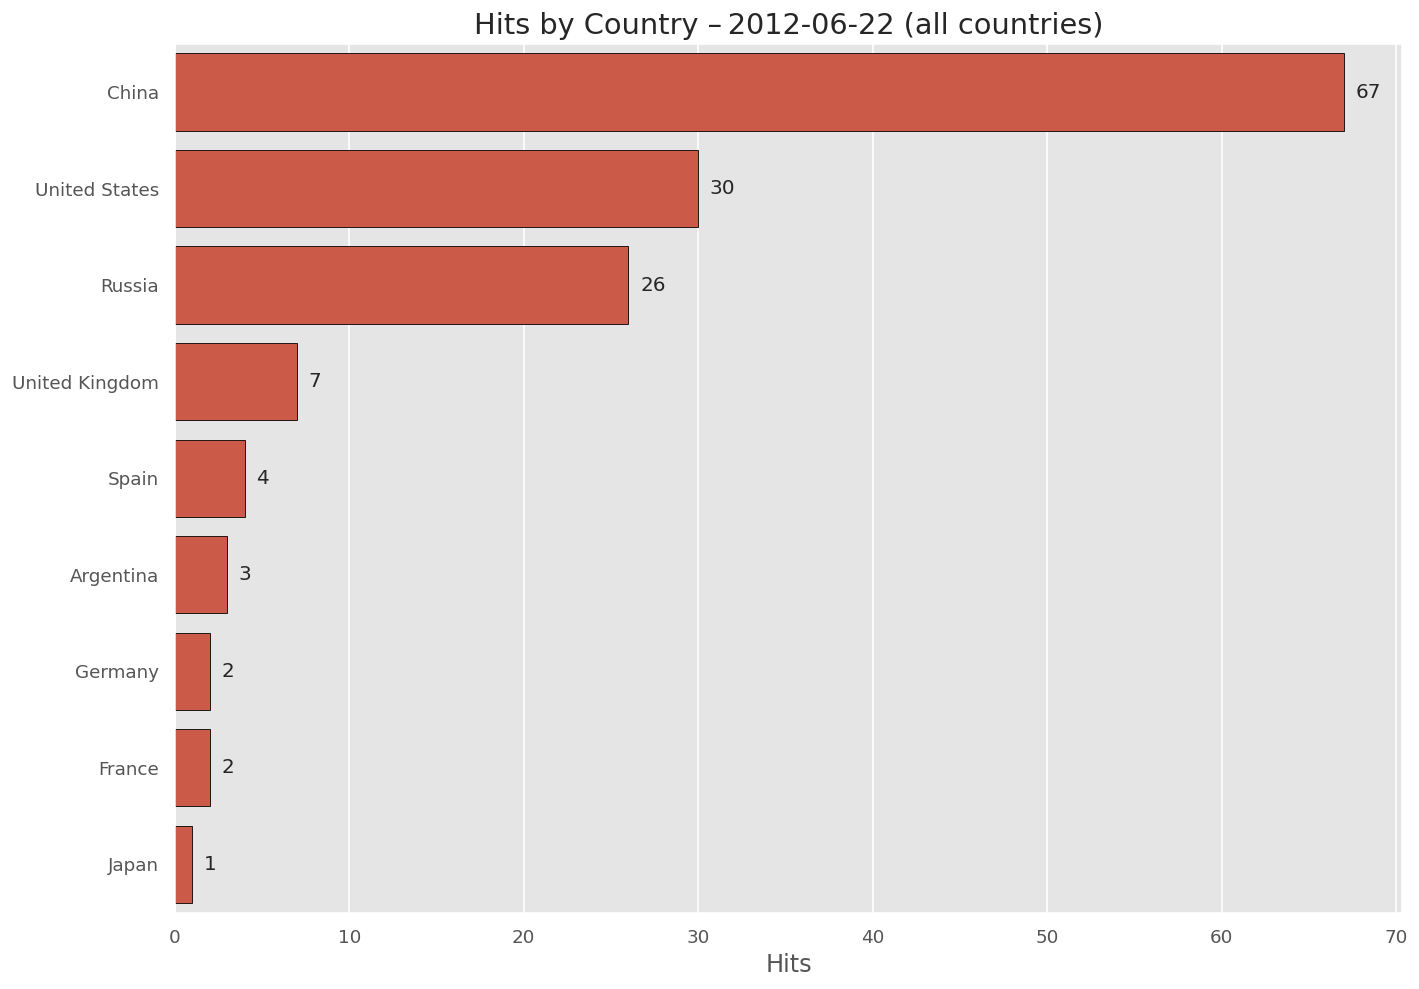 Hits by Country – 2012-06-22 (all countries)
China 67
United States 30
Russia 26
United Kingdom 7
Spain 4
Argentina 3
Germany 2
France 2
Japan 1
0 10 20 30 40 50 60 70
Hits